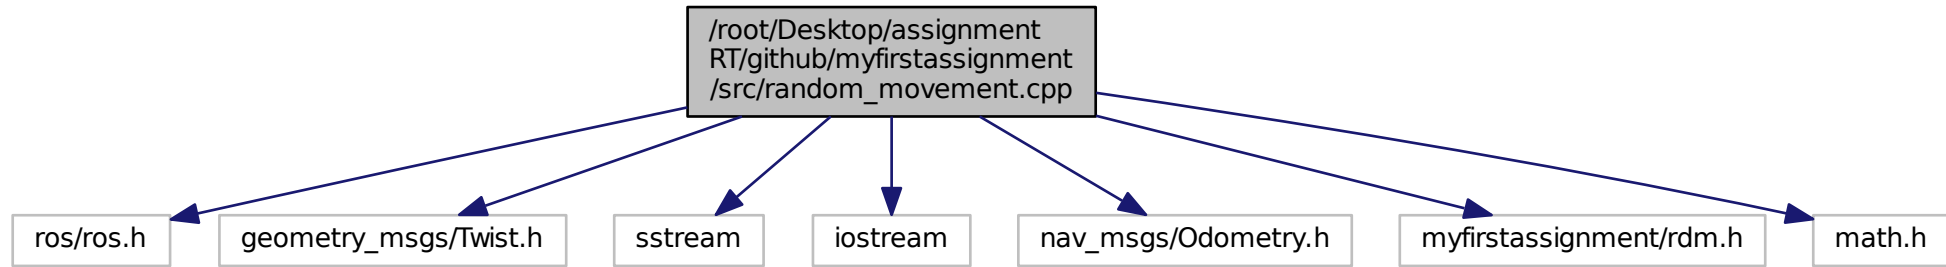 /root/Desktop/assignment
RT/github/myfirstassignment
/src/random_movement.cpp
ros/ros.h
geometry_msgs/Twist.h
sstream
iostream
nav_msgs/Odometry.h
myfirstassignment/rdm.h
math.h